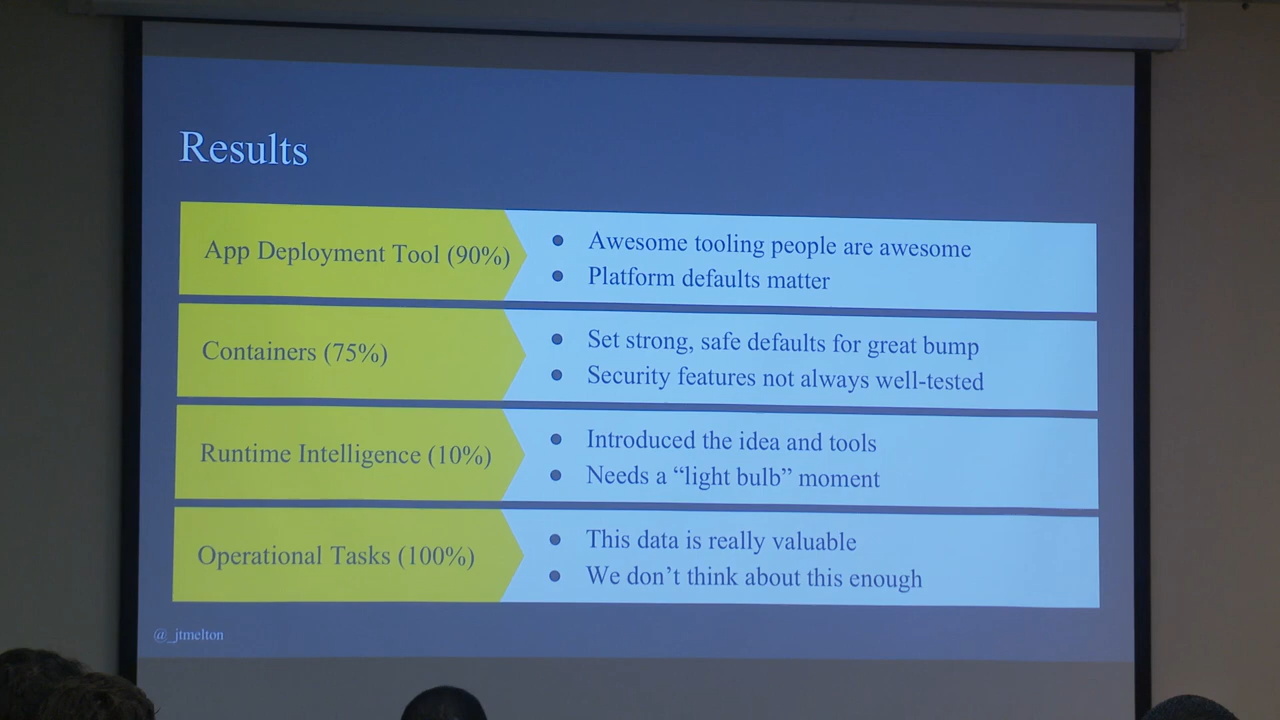 Results
App Deployment Tool (90%)
● Awesome tooling people are awesome
● Platform defaults matter
Containers (75%)
● Set strong, safe defaults for great bump
● Security features not always well-tested
Runtime Intelligence (10%)
● Introduced the idea and tools
● Needs a “light bulb” moment
Operational Tasks (100%)
● This data is really valuable
● We don’t think about this enough
@_jtmelton